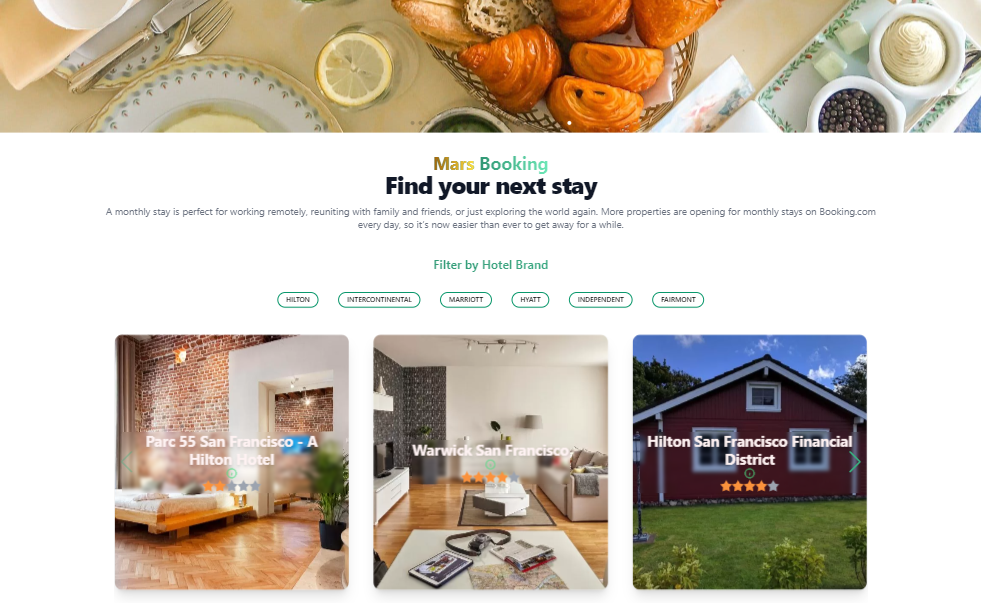 Mars Booking
Find your next stay
A monthly stay is perfect for working remotely, reuniting with family and friends, or just exploring the world again. More properties are opening for monthly stays on Booking.com
every day, so it's now easier than ever to get away for a while.
Filter by Hotel Brand
HILTON INTERCONTINENTAL MARRIOTT HYATT INDEPENDENT FAIRMONT
Parc 55 San Francisco - A
Hilton Hotel
Warwick San Francisco,
Hilton San Francisco Financial
District